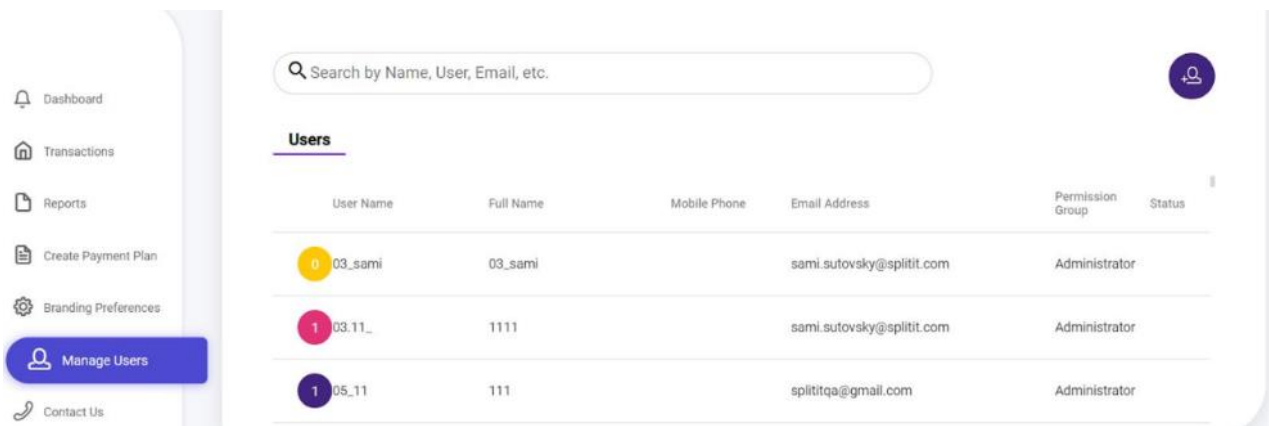 Search by Name, User, Email, etc.
Dashboard
Transactions
Reports
Create Payment Plan
Branding Preferences
Manage Users
Contact Us
Users
User Name Full Name Mobile Phone Email Address Permission Group Status
0 03_sami 03_sami sami.sutovsky@splitit.com Administrator
1 03.11_ 1111 sami.sutovsky@splitit.com Administrator
1 05_11 111 splititqa@gmail.com Administrator